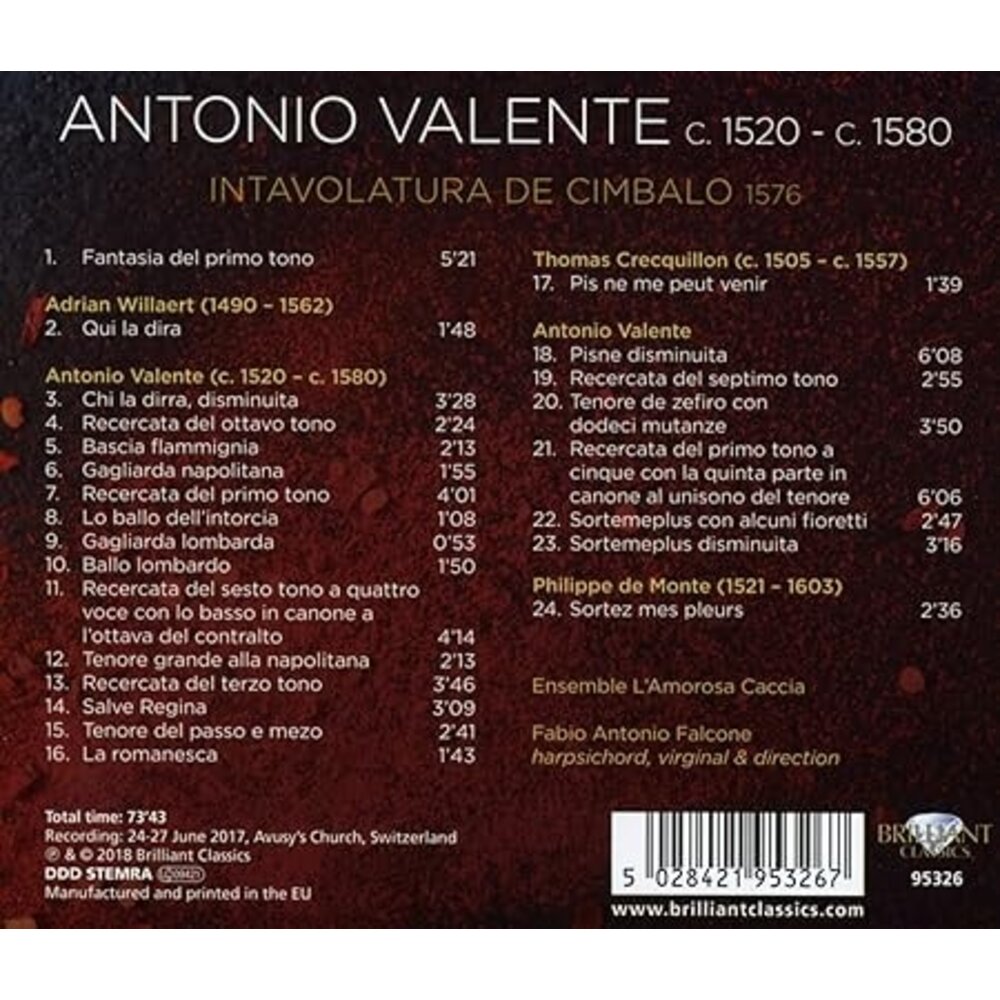 ANTONIO VALENTE C. 1520 - C. 1580
INTAVOLATURA DE CIMBALO 1576
1. Fantasia del primo tono 5'21
Adrian Willaert (1490 – 1562)
2. Qui la dira 1'48
Antonio Valente (c. 1520 – c. 1580)
3. Chi la dirra, disminuita 3'28
4. Recercata del ottavo tono 2'24
5. Bascia flammignia 2'13
6. Gagliarda napolitana 1'55
7. Recercata del primo tono 4'01
8. Lo ballo dell'intorcia 1'08
9. Gagliarda lombarda 0'53
10. Ballo lombardo 1'50
11. Recercata del sesto tono a quattro
voce con lo basso in canone a
l'ottava del contralto 4'14
12. Tenore grande alla napolitana 2'13
13. Recercata del terzo tono 3'46
14. Salve Regina 3'09
15. Tenore del passo e mezo 2'41
16. La romanesca 1'43
Thomas Crecquillon (c. 1505 – c. 1557)
17. Pis ne me peut venir 1'39
Antonio Valente
18. Pisne disminuita 6'08
19. Recercata del septimo tono 2'55
20. Tenore de zefiro con
dodeci mutanze 3'50
21. Recercata del primo tono a
cinque con la quinta parte in
canone al unisono del tenore 6'06
22. Sortemeplus con alcuni fioretti 2'47
23. Sortemeplus disminuita 3'16
Philippe de Monte (1521 – 1603)
24. Sortez mes pleurs 2'36
Ensemble L'Amorosa Caccia
Fabio Antonio Falcone
harpsichord, virginal & direction
Total time: 73'43
Recording: 24-27 June 2017, Avusy's Church, Switzerland
℗ & © 2018 Brilliant Classics
DDD STEMRA
Manufactured and printed in the EU
5 028421 953267
www.brilliantclassics.com
BRILLIANT
CLASSICS
95326